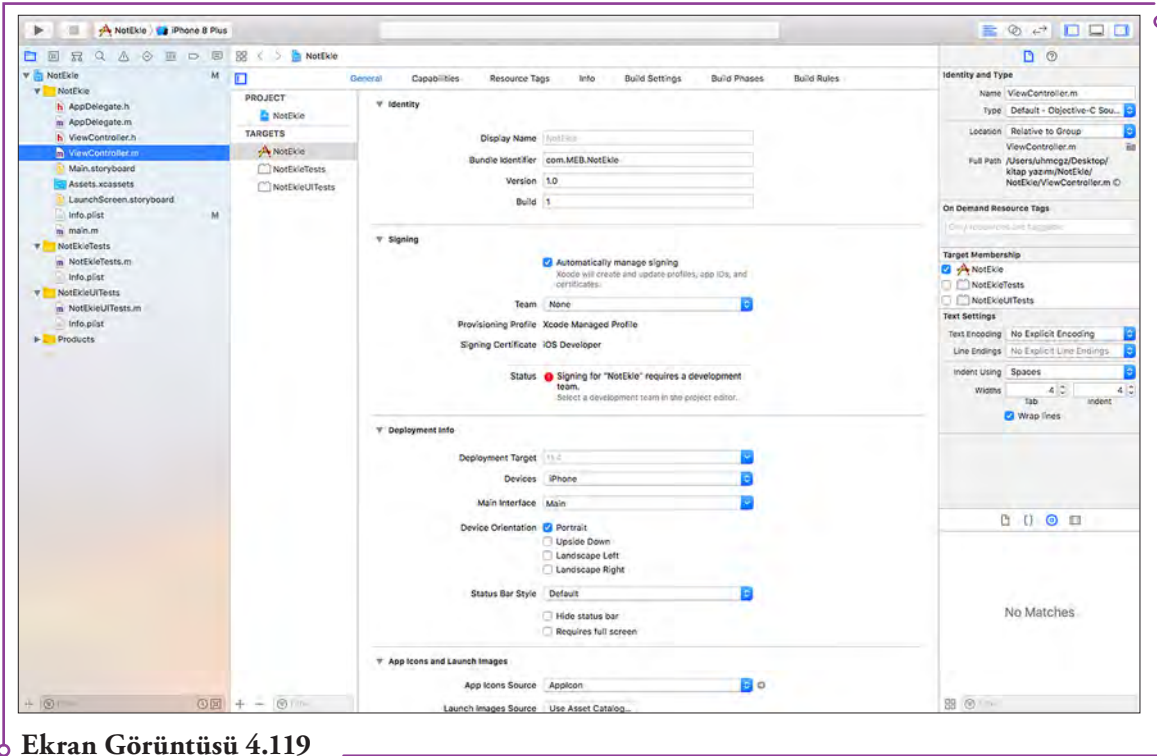 NotEkle iPhone 8 Plus
NotEkle
NotEkle M
NotEkle
h AppDelegate.h
m AppDelegate.m
h ViewController.h
m ViewController.m
Main.storyboard
Assets.xcassets
LaunchScreen.storyboard
Info.plist M
m main.m
NotEkleTests
m NotEkleTests.m
Info.plist
NotEkleUITests
m NotEkleUITests.m
Info.plist
Products
General Capabilities Resource Tags Info Build Settings Build Phases Build Rules
PROJECT
NotEkle
TARGETS
NotEkle
NotEkleTests
NotEkleUITests
Identity
Display Name NotEkle
Bundle Identifier com.MEB.NotEkle
Version 1.0
Build 1
Signing
Automatically manage signing
Xcode will create and update profiles, app IDs, and
certificates.
Team None
Provisioning Profile Xcode Managed Profile
Signing Certificate iOS Developer
Status Signing for "NotEkle" requires a development
team.
Select a development team in the project editor.
Deployment Info
Deployment Target
Devices iPhone
Main Interface Main
Device Orientation Portrait
Upside Down
Landscape Left
Landscape Right
Status Bar Style Default
Hide status bar
Requires full screen
App Icons and Launch Images
App Icons Source AppIcon
Launch Images Source Use Asset Catalog...
Identity and Type
Name ViewController.m
Type Default - Objective-C Sou...
Location Relative to Group
ViewController.m
Full Path /Users/uhmcgz/Desktop/
kitap yazımı/NotEkle/
NotEkle/ViewController.m
On Demand Resource Tags
Only resources are taggable
Target Membership
NotEkle
NotEkleTests
NotEkleUITests
Text Settings
Text Encoding No Explicit Encoding
Line Endings No Explicit Line Endings
Indent Using Spaces
Widths 4 4
Tab Indent
Wrap lines
No Matches
Ekran Görüntüsü 4.119